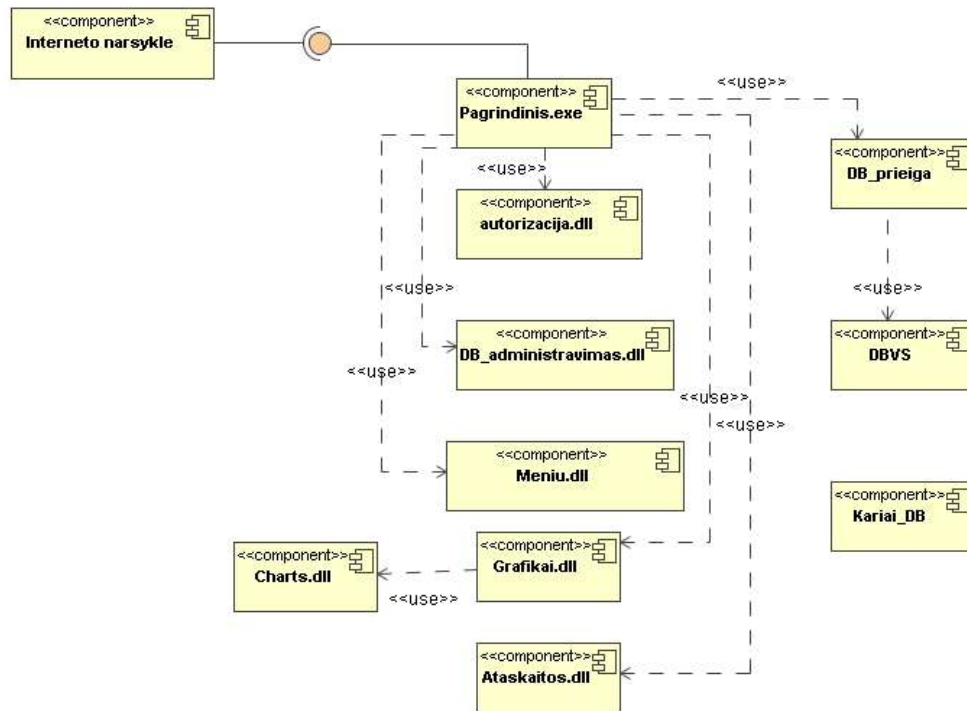 <<component>>
Interneto narsykle
<<component>>
Pagrindinis.exe
<<use>>
<<component>>
DB_prieiga
<<use>>
<<component>>
autorizacija.dll
<<use>>
<<use>>
<<component>>
DB_administravimas.dll
<<component>>
DBVS
<<use>>
<<use>>
<<use>>
<<component>>
Meniu.dll
<<component>>
Kariai_DB
<<component>>
Charts.dll
<<component>>
Grafikai.dll
<<use>>
<<component>>
Ataskaitos.dll